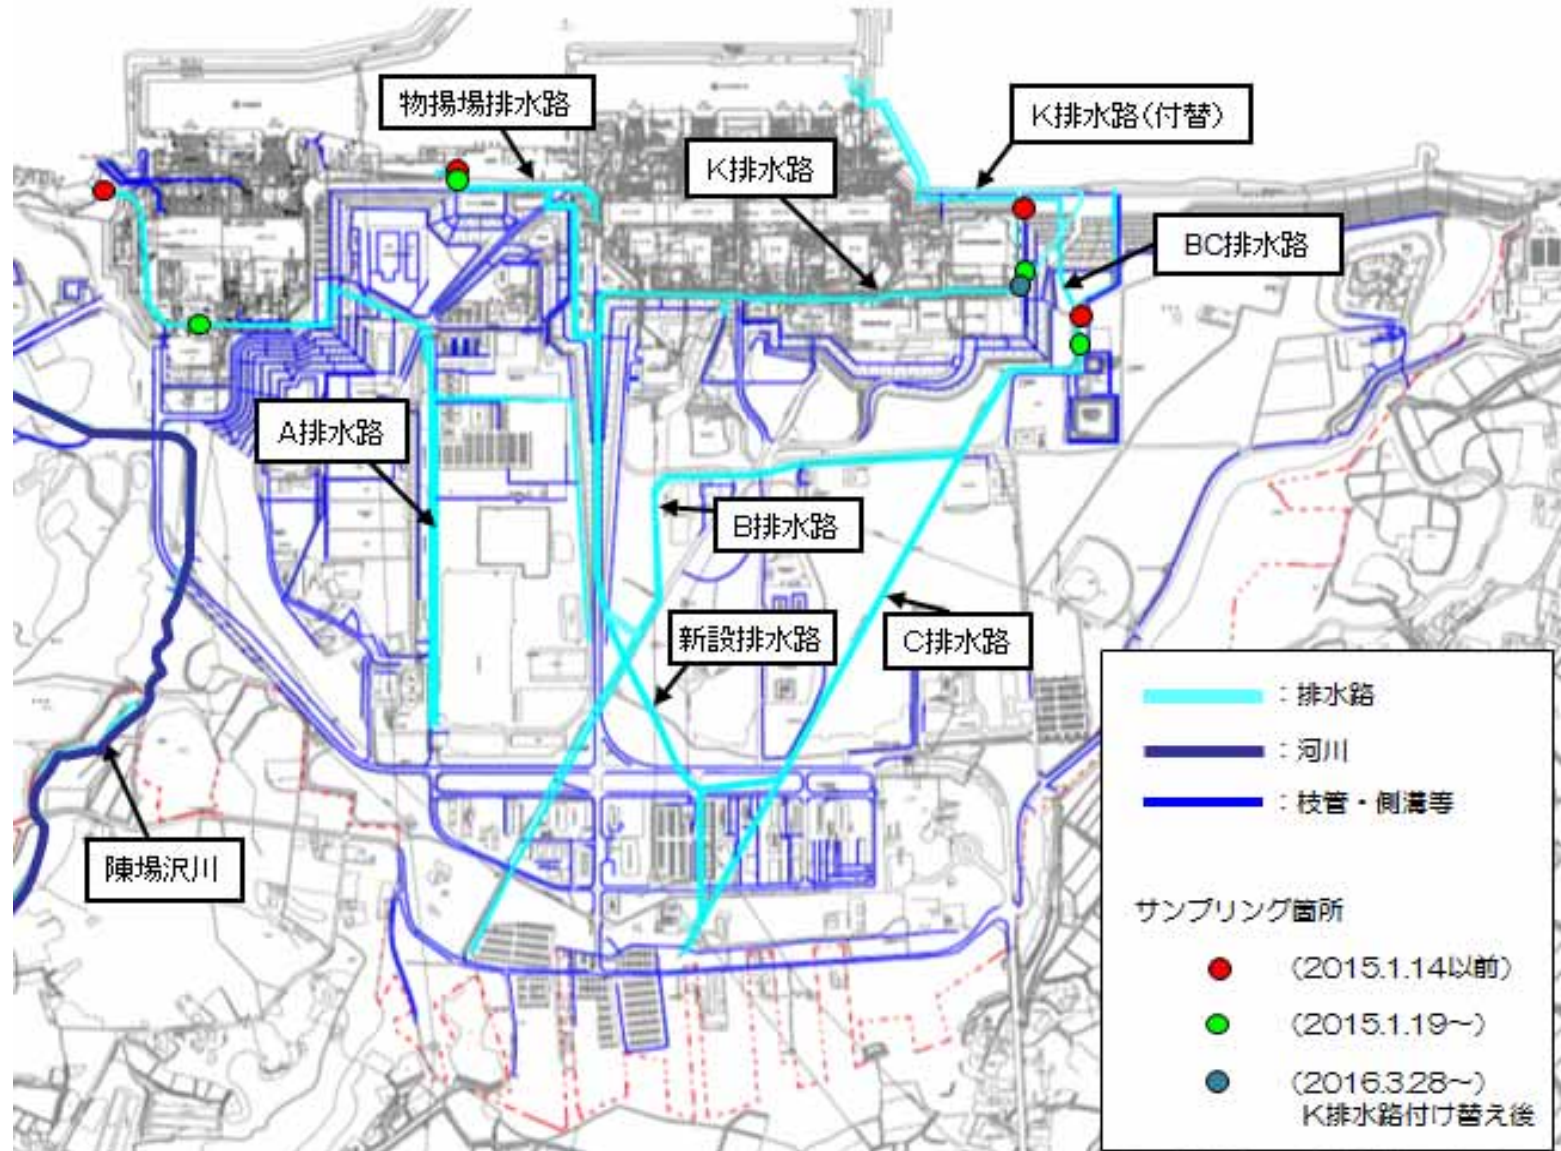 物揚場排水路
K排水路(付替)
K排水路
BC排水路
A排水路
B排水路
新設排水路
C排水路
陳場沢川
：排水路
：河川
：枝管・側溝等
サンプリング箇所
(2015.1.14以前)
(2015.1.19～)
(2016.3.28～)
K排水路付け替え後